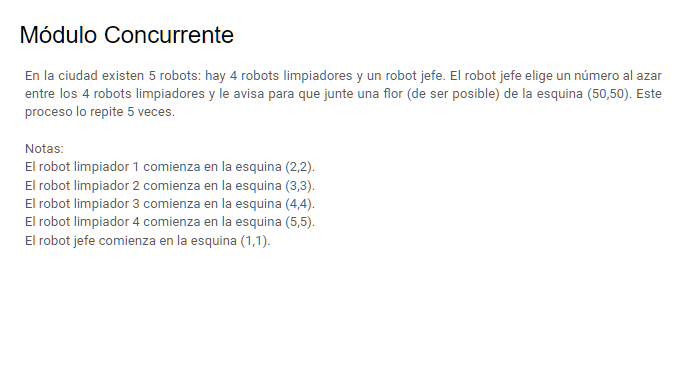 Módulo Concurrente
En la ciudad existen 5 robots: hay 4 robots limpiadores y un robot jefe. El robot jefe elige un número al azar
entre los 4 robots limpiadores y le avisa para que junte una flor (de ser posible) de la esquina (50,50). Este
proceso lo repite 5 veces.
Notas:
El robot limpiador 1 comienza en la esquina (2,2).
El robot limpiador 2 comienza en la esquina (3,3).
El robot limpiador 3 comienza en la esquina (4,4).
El robot limpiador 4 comienza en la esquina (5,5).
El robot jefe comienza en la esquina (1,1).